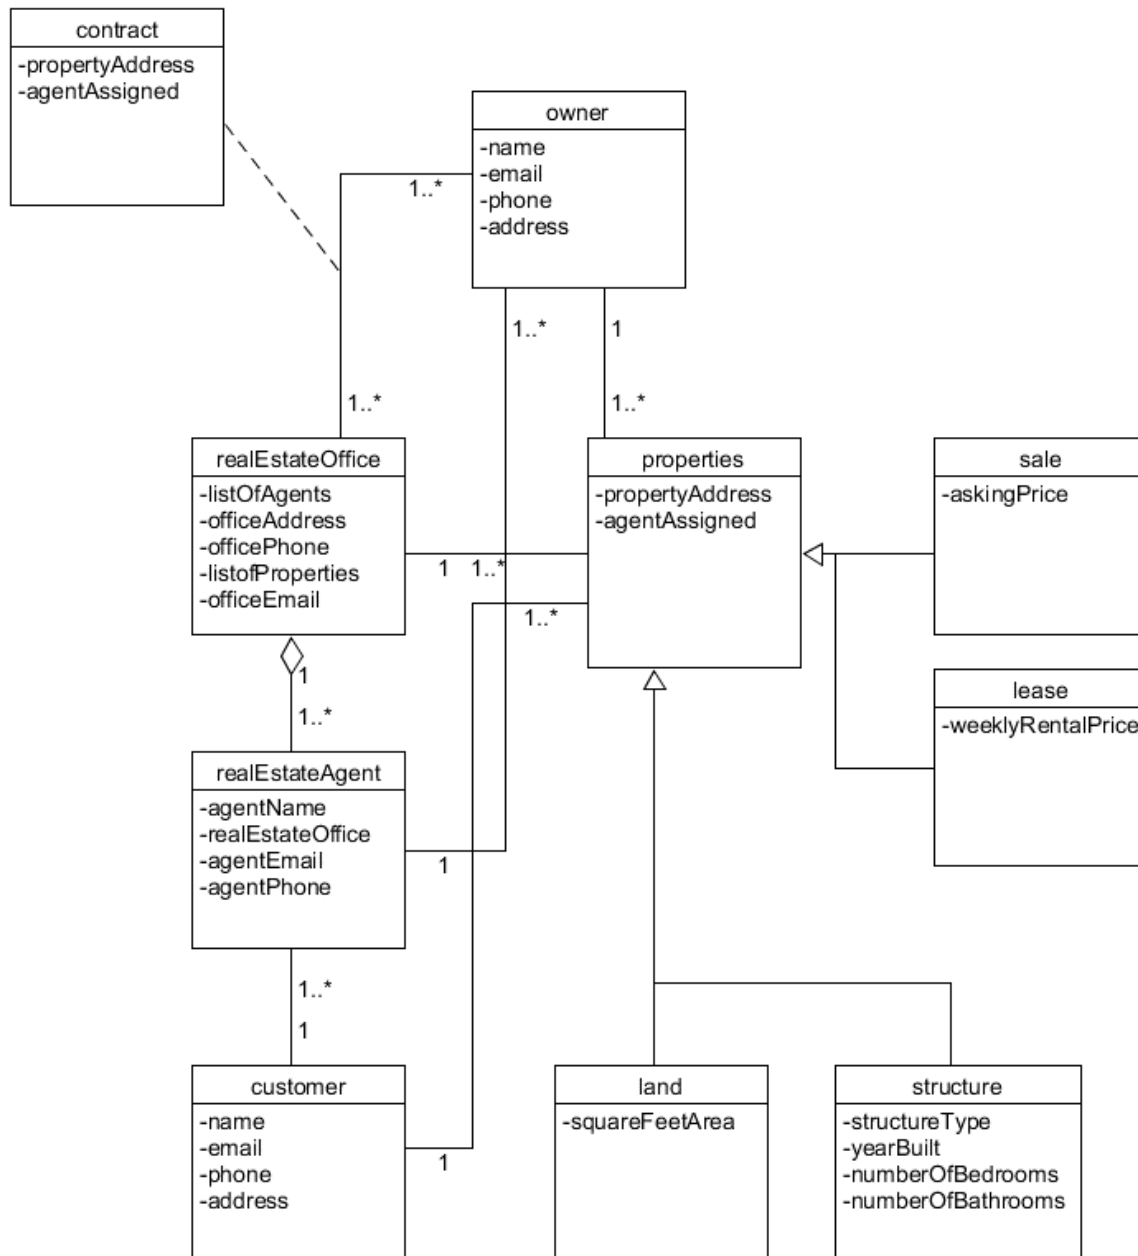 contract
-propertyAddress
-agentAssigned
owner
-name
-email
-phone
-address
1..*
1..*
1
1..*
1..*
realEstateOffice
-listOfAgents
-officeAddress
-officePhone
-listofProperties
-officeEmail
properties
-propertyAddress
-agentAssigned
sale
-askingPrice
1
1..*
1..*
1
1..*
lease
-weeklyRentalPrice
realEstateAgent
-agentName
-realEstateOffice
-agentEmail
-agentPhone
1
1..*
1
customer
-name
-email
-phone
-address
1
land
-squareFeetArea
structure
-structureType
-yearBuilt
-numberOfBedrooms
-numberOfBathrooms